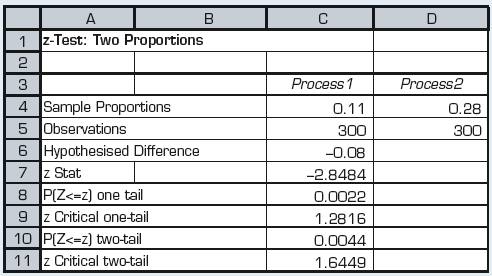 A B C D
1 z-Test: Two Proportions
2
3 Process1 Process2
4 Sample Proportions 0.11 0.28
5 Observations 300 300
6 Hypothesised Difference –0.08
7 z Stat –2.8484
8 P(Z<=z) one tail 0.0022
9 z Critical one-tail 1.2816
10 P(Z<=z) two-tail 0.0044
11 z Critical two-tail 1.6449